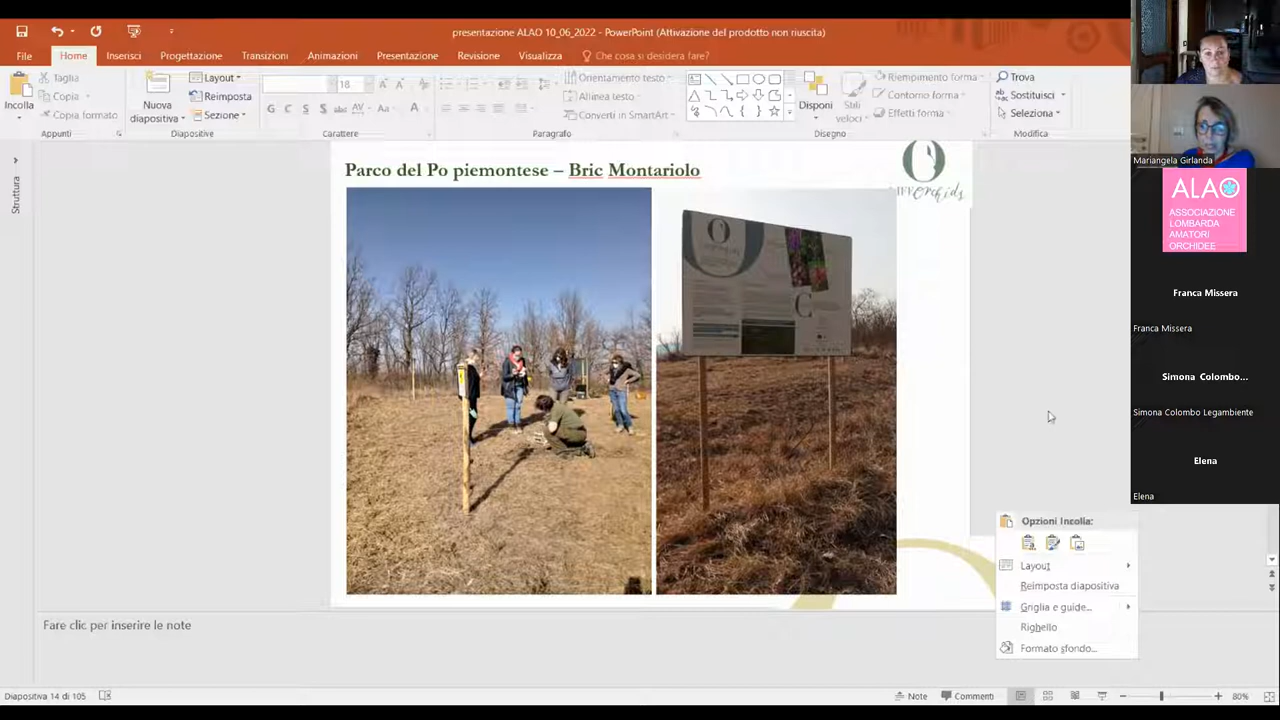 presentazione ALAO 10_06_2022 - PowerPoint (Attivazione del prodotto non riuscita)
File
Home
Inserisci
Progettazione
Transizioni
Animazioni
Presentazione
Revisione
Visualizza
Che cosa si desidera fare?
Incolla
Taglia
Copia
Copia formato
Appunti
Nuova
diapositiva
Layout
Reimposta
Sezione
Diapositive
18
G C S S abc AV Aa A
Carattere
Paragrafo
Orientamento testo
Allinea testo
Converti in SmartArt
Disponi
Stili
veloci
Riempimento forma
Contorno forma
Effetti forma
Disegno
Trova
Sostituisci
Seleziona
Modifica
Struttura
Parco del Po piemontese – Bric Montariolo
Orchids
Opzioni Incolla:
Layout
Reimposta diapositiva
Griglia e guide...
Righello
Formato sfondo...
Fare clic per inserire le note
Diapositiva 14 di 105
Note
Commenti
80%
Mariangela Girlanda
ALAO
ASSOCIAZIONE
LOMBARDA
AMATORI
ORCHIDEE
Franca Missera
Franca Missera
Simona Colombo...
Simona Colombo Legambiente
Elena
Elena